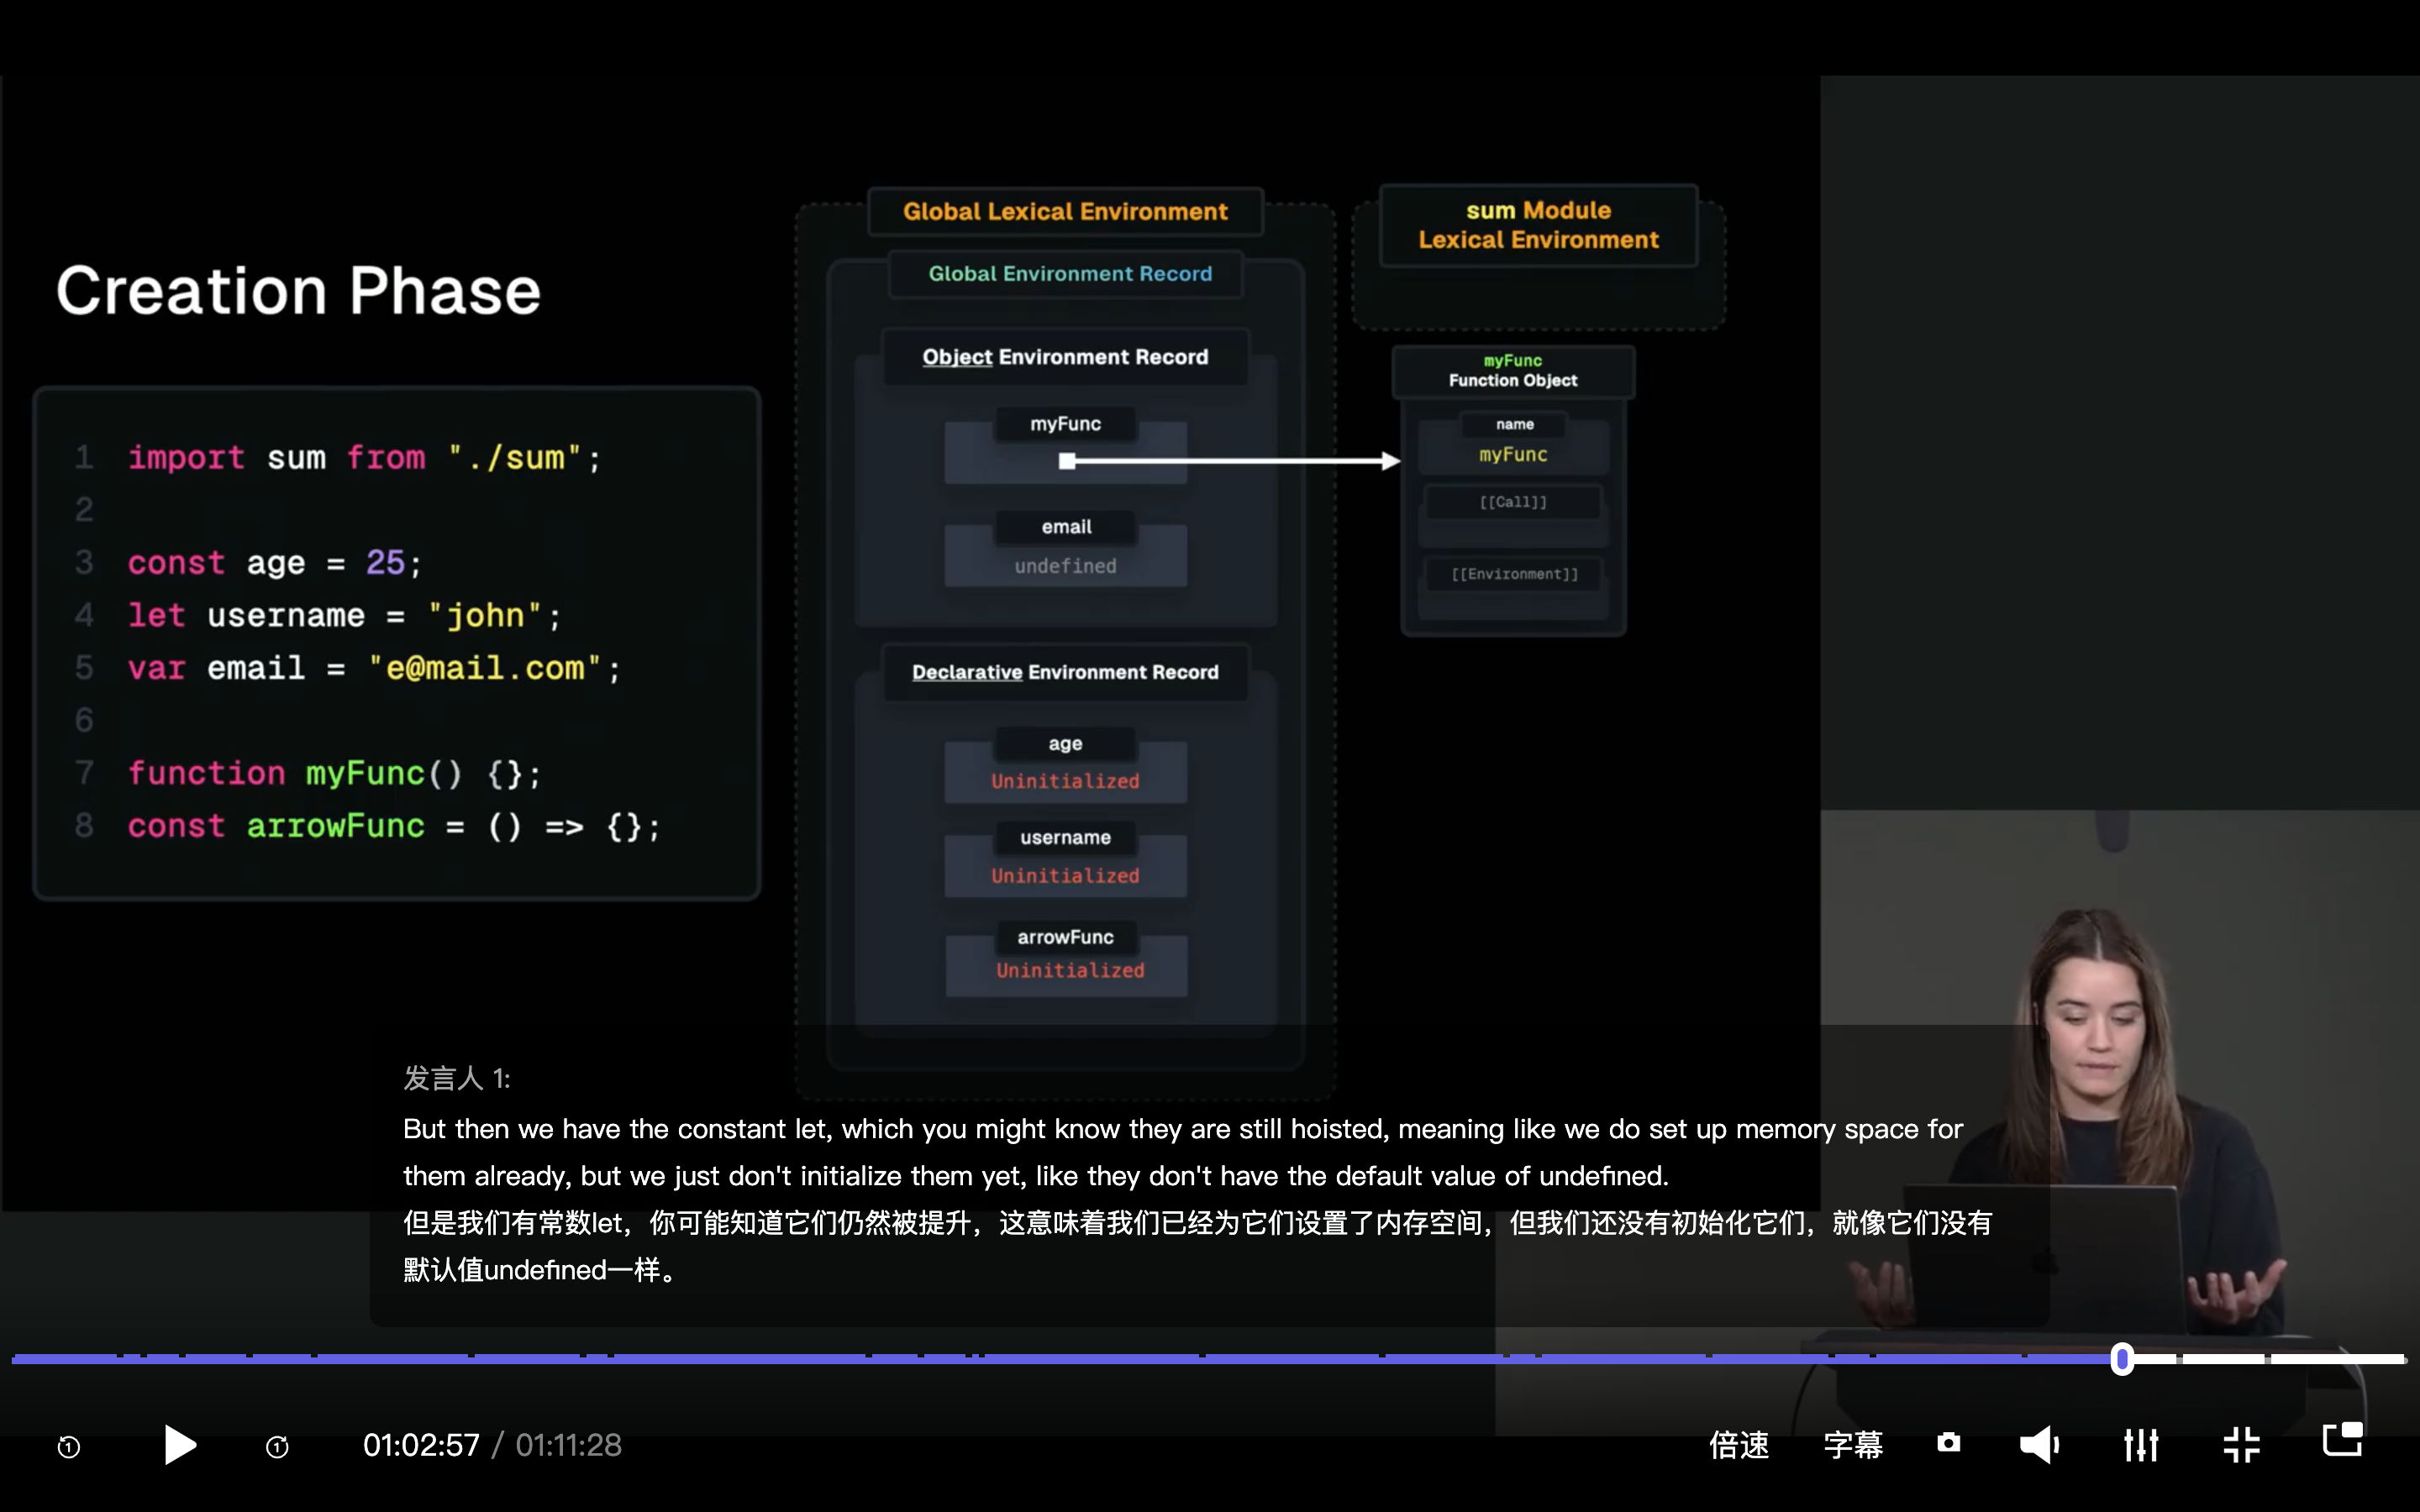 Creation Phase
1 import sum from "./sum";
2
3 const age = 25;
4 let username = "john";
5 var email = "e@mail.com";
6
7 function myFunc() {};
8 const arrowFunc = () => {};
Global Lexical Environment
Global Environment Record
Object Environment Record
myFunc
email
undefined
Declarative Environment Record
age
Uninitialized
username
Uninitialized
arrowFunc
Uninitialized
sum Module
Lexical Environment
myFunc
Function Object
name
myFunc
[[Call]]
[[Environment]]
发言人 1:
But then we have the constant let, which you might know they are still hoisted, meaning like we do set up memory space for
them already, but we just don't initialize them yet, like they don't have the default value of undefined.
但是我们有常数let，你可能知道它们仍然被提升，这意味着我们已经为它们设置了内存空间，但我们还没有初始化它们，就像它们没有
默认值undefined一样。
1
1
01:02:57 / 01:11:28
倍速
字幕